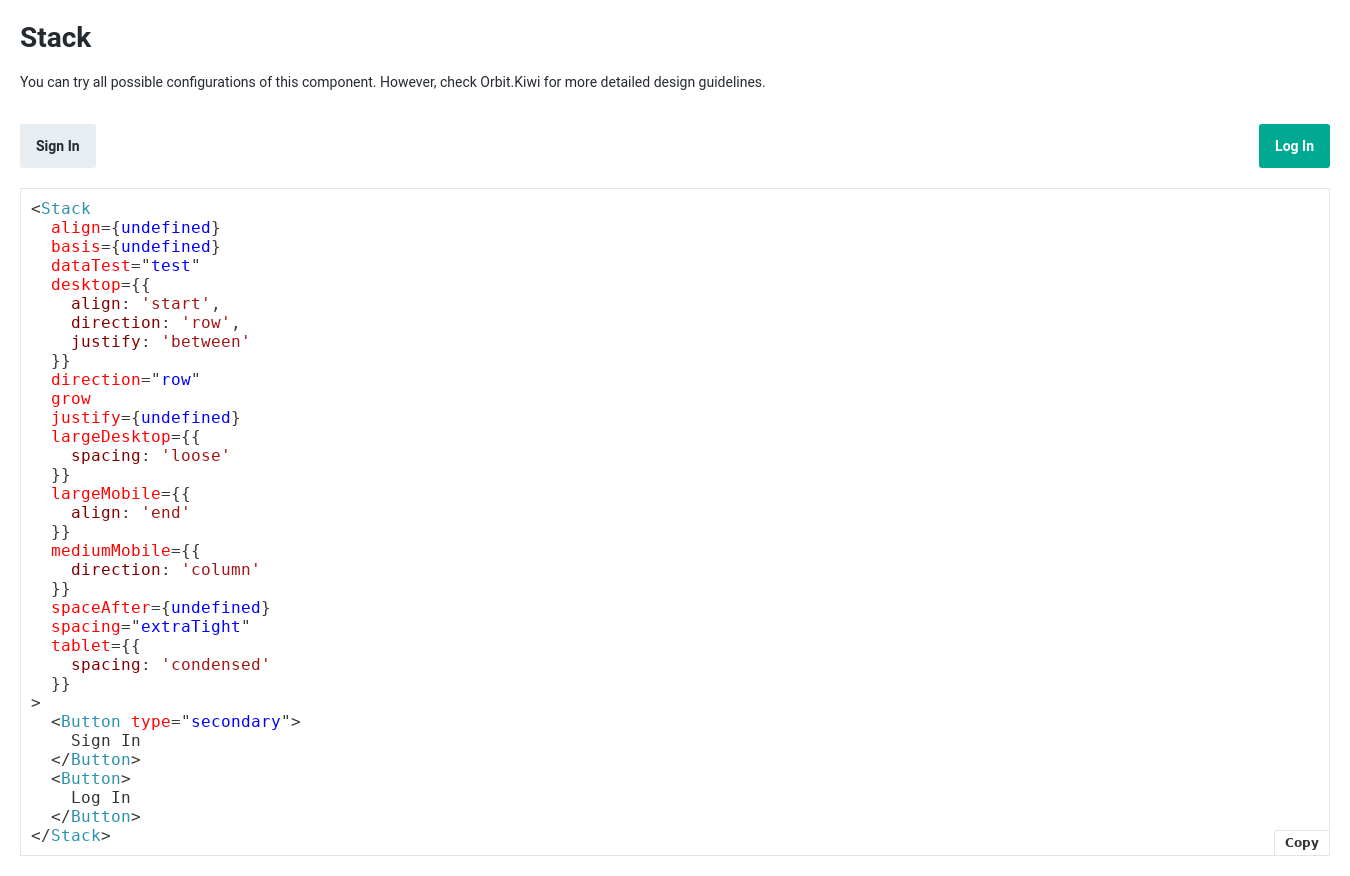 Stack
You can try all possible configurations of this component. However, check Orbit.Kiwi for more detailed design guidelines.
Sign In
Log In
<Stack
  align={undefined}
  basis={undefined}
  dataTest="test"
  desktop={{
    align: 'start',
    direction: 'row',
    justify: 'between'
  }}
  direction="row"
  grow
  justify={undefined}
  largeDesktop={{
    spacing: 'loose'
  }}
  largeMobile={{
    align: 'end'
  }}
  mediumMobile={{
    direction: 'column'
  }}
  spaceAfter={undefined}
  spacing="extraTight"
  tablet={{
    spacing: 'condensed'
  }}
>
  <Button type="secondary">
    Sign In
  </Button>
  <Button>
    Log In
  </Button>
</Stack>
Copy